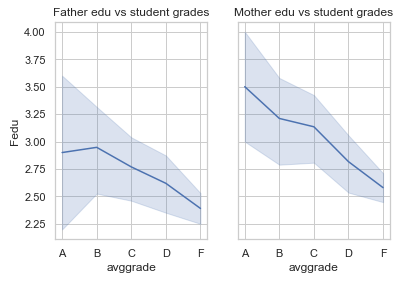 Father edu vs student grades
Mother edu vs student grades
4.00
3.75
3.50
3.25
3.00
2.75
2.50
2.25
Fedu
A B C D F
avggrade
A B C D F
avggrade